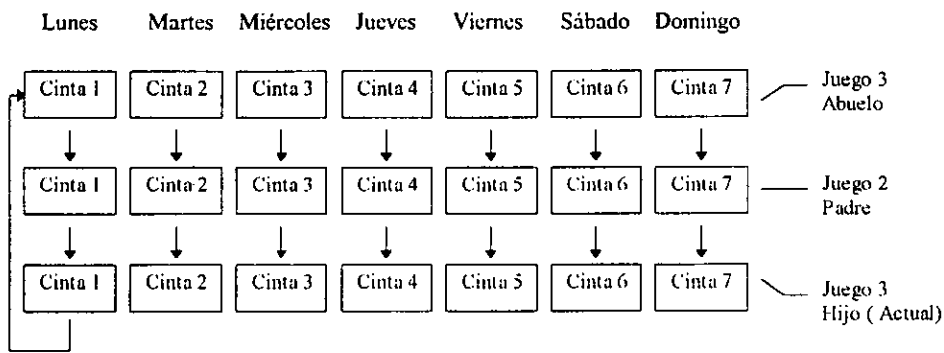 Lunes Martes Miércoles Jueves Viernes Sábado Domingo
Cinta 1 Cinta 2 Cinta 3 Cinta 4 Cinta 5 Cinta 6 Cinta 7
Juego 3
Abuelo
Cinta 1 Cinta 2 Cinta 3 Cinta 4 Cinta 5 Cinta 6 Cinta 7
Juego 2
Padre
Cinta 1 Cinta 2 Cinta 3 Cinta 4 Cinta 5 Cinta 6 Cinta 7
Juego 3
Hijo ( Actual)